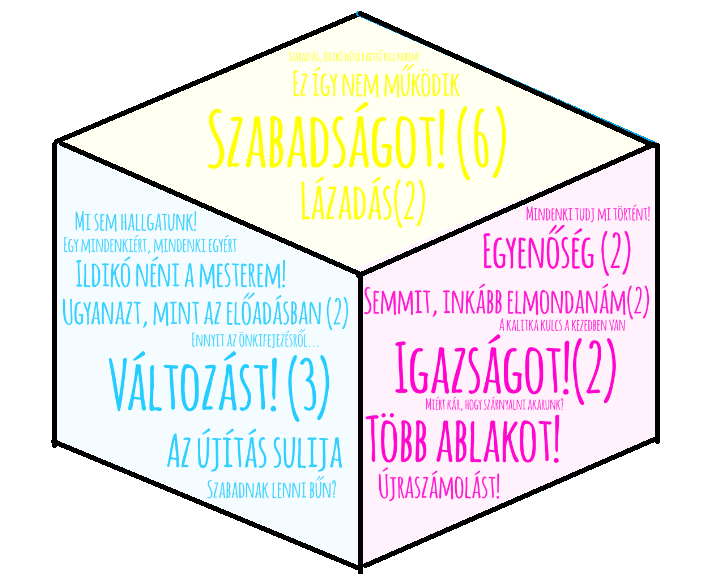 Ez így nem működik
Szabadságot! (6)
Lázadás(2)
Mi sem hallgatunk!
Egy mindenkiért, mindenki egyért
Ildikó néni a mesterem!
Ugyanazt, mint az előadásban (2)
Ennyit az önkifejezésről...
Változást! (3)
Az újítás sulija
Szabadnak lenni bűn?
Mindenki tudj mi történt!
Egyenőség (2)
Semmit, inkább elmondanám(2)
A kalitka kulcs a kezedben van
Igazságot!(2)
Miért kár, hogy szárnyalni akarunk?
Több ablakot!
Újraszámolást!